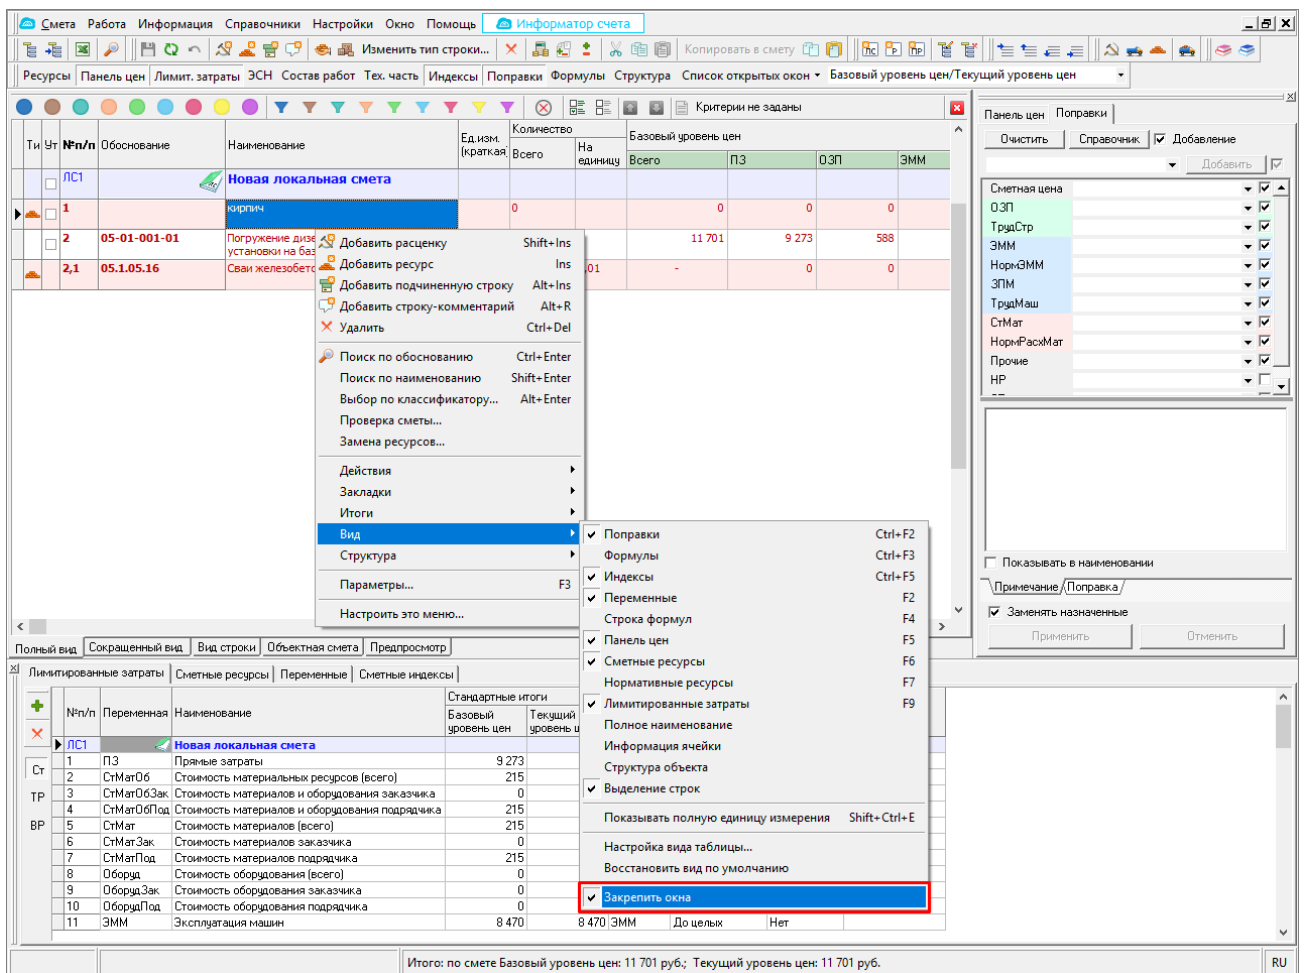 Смета Работа Информация Справочники Настройки Окно Помощь Информатор счета
Изменить тип строки... Копировать в смету
Ресурсы Панель цен Лимит. затраты ЭСН Состав работ Тех. часть Индексы Поправки Формулы Структура Список открытых окон Базовый уровень цен/Текущий уровень цен
Критерии не заданы
Ти Уч №п/п Обоснование Наименование Ед.изм. (краткая) Количество Базовый уровень цен
Всего На единицу Всего ПЗ ОЗП ЭММ
ЛС1 Новая локальная смета
1 кирпич 0 0 0 0
2 05-01-001-01 Погружение дизе 11 701 9 273 588
установки на баз
2,1 05.1.05.16 Сваи железобето ,01 - 0 0
Добавить расценку Shift+Ins
Добавить ресурс Ins
Добавить подчиненную строку Alt+Ins
Добавить строку-комментарий Alt+R
Удалить Ctrl+Del
Поиск по обоснованию Ctrl+Enter
Поиск по наименованию Shift+Enter
Выбор по классификатору... Alt+Enter
Проверка сметы...
Замена ресурсов...
Действия
Закладки
Итоги
Вид
Структура
Параметры... F3
Настроить это меню...
Поправки Ctrl+F2
Формулы Ctrl+F3
Индексы Ctrl+F5
Переменные F2
Строка формул F4
Панель цен F5
Сметные ресурсы F6
Нормативные ресурсы F7
Лимитированные затраты F9
Полное наименование
Информация ячейки
Структура объекта
Выделение строк
Показывать полную единицу измерения Shift+Ctrl+E
Настройка вида таблицы...
Восстановить вид по умолчанию
Закрепить окна
Панель цен Поправки
Очистить Справочник Добавление
Добавить
Сметная цена
ОЗП
ТрудСтр
ЭММ
НормЭММ
ЗПМ
ТрудМаш
СтМат
НормРасхМат
Прочие
НР
Показывать в наименовании
Примечание Поправка
Заменять назначенные
Применить Отменить
Полный вид Сокращенный вид Вид строки Объектная смета Предпросмотр
Лимитированные затраты Сметные ресурсы Переменные Сметные индексы
№п/п Переменная Наименование Стандартные итоги
Базовый уровень цен Текущий уровень ц
Ст
ТР
ВР
ЛС1 Новая локальная смета
1 ПЗ Прямые затраты 9 273
2 СтМатОб Стоимость материальных ресурсов (всего) 215
3 СтМатОбЗак Стоимость материалов и оборудования заказчика 0
4 СтМатОбПод Стоимость материалов и оборудования подрядчика 215
5 СтМат Стоимость материалов (всего) 215
6 СтМатЗак Стоимость материалов заказчика 0
7 СтМатПод Стоимость материалов подрядчика 215
8 Оборуд Стоимость оборудования (всего) 0
9 ОборудЗак Стоимость оборудования заказчика 0
10 ОборудПод Стоимость оборудования подрядчика 0
11 ЭММ Эксплуатация машин 8 470 8 470 ЭММ До целых Нет
Итого: по смете Базовый уровень цен: 11 701 руб.; Текущий уровень цен: 11 701 руб. RU